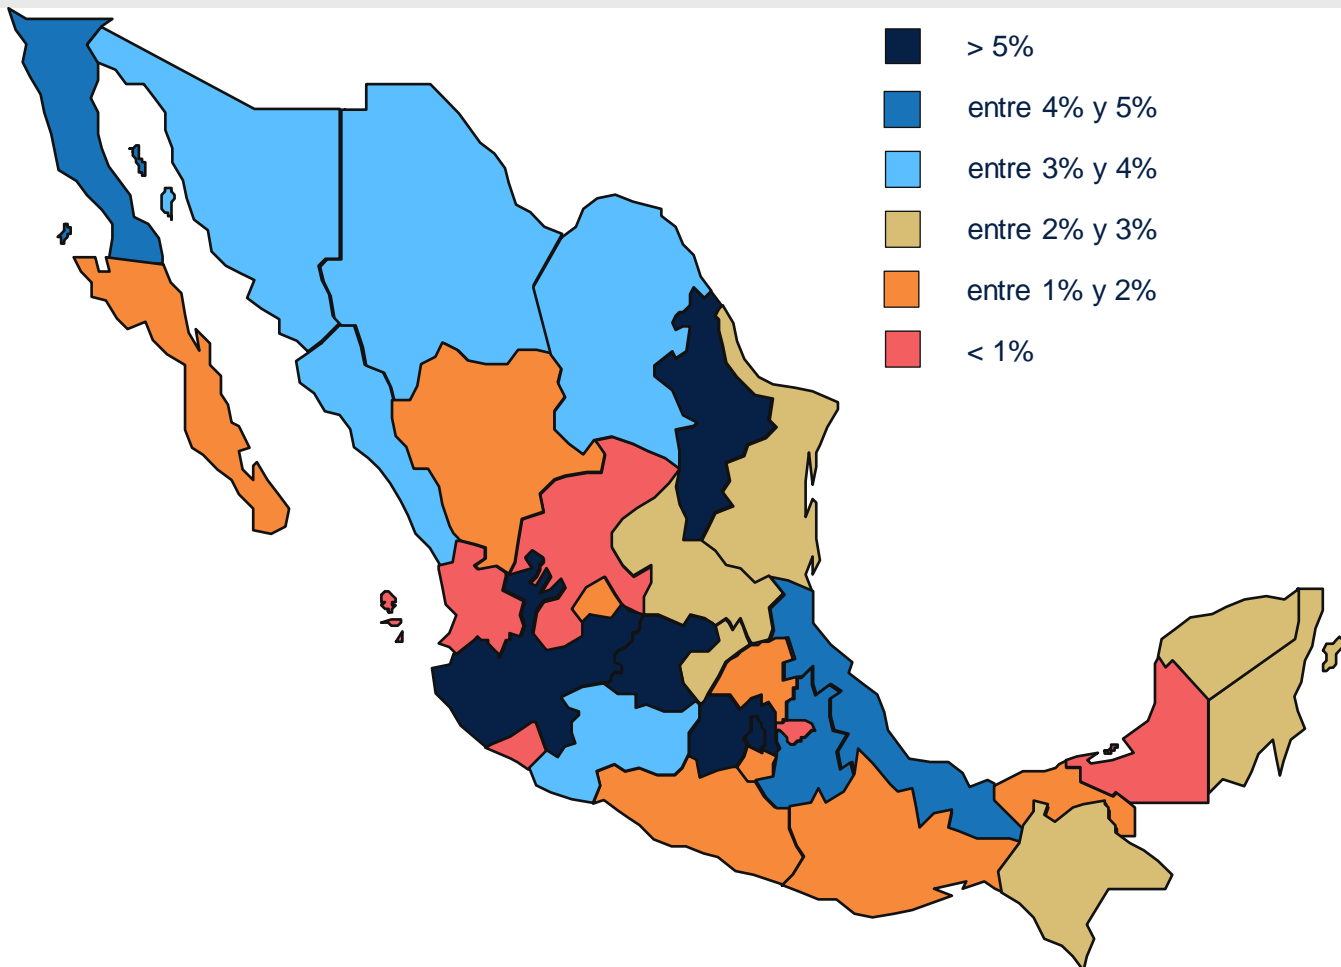 > 5%
entre 4% y 5%
entre 3% y 4%
entre 2% y 3%
entre 1% y 2%
< 1%